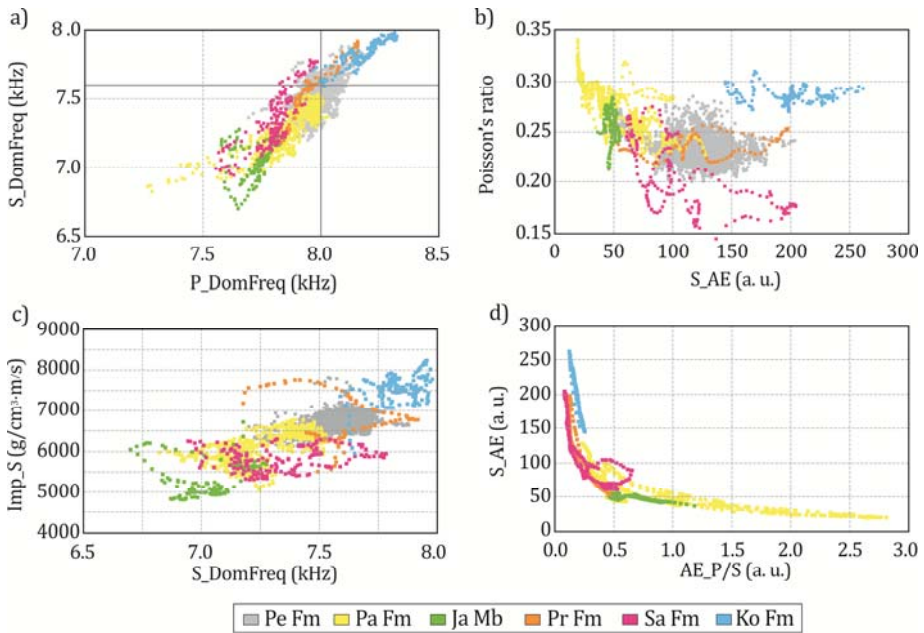 a)
8.0
7.5
7.0
6.5
S_DomFreq (kHz)
7.0 7.5 8.0 8.5
P_DomFreq (kHz)
b)
0.35
0.30
0.25
0.20
0.15
Poisson's ratio
0 50 100 150 200 250 300
S_AE (a. u.)
c)
9000
8000
7000
6000
5000
4000
Imp_S (g/cm³·m/s)
6.5 7.0 7.5 8.0
S_DomFreq (kHz)
d)
300
250
200
150
100
50
0
S_AE (a. u.)
0.0 0.5 1.0 1.5 2.0 2.5 3.0
AE_P/S (a. u.)
Pe Fm Pa Fm Ja Mb Pr Fm Sa Fm Ko Fm